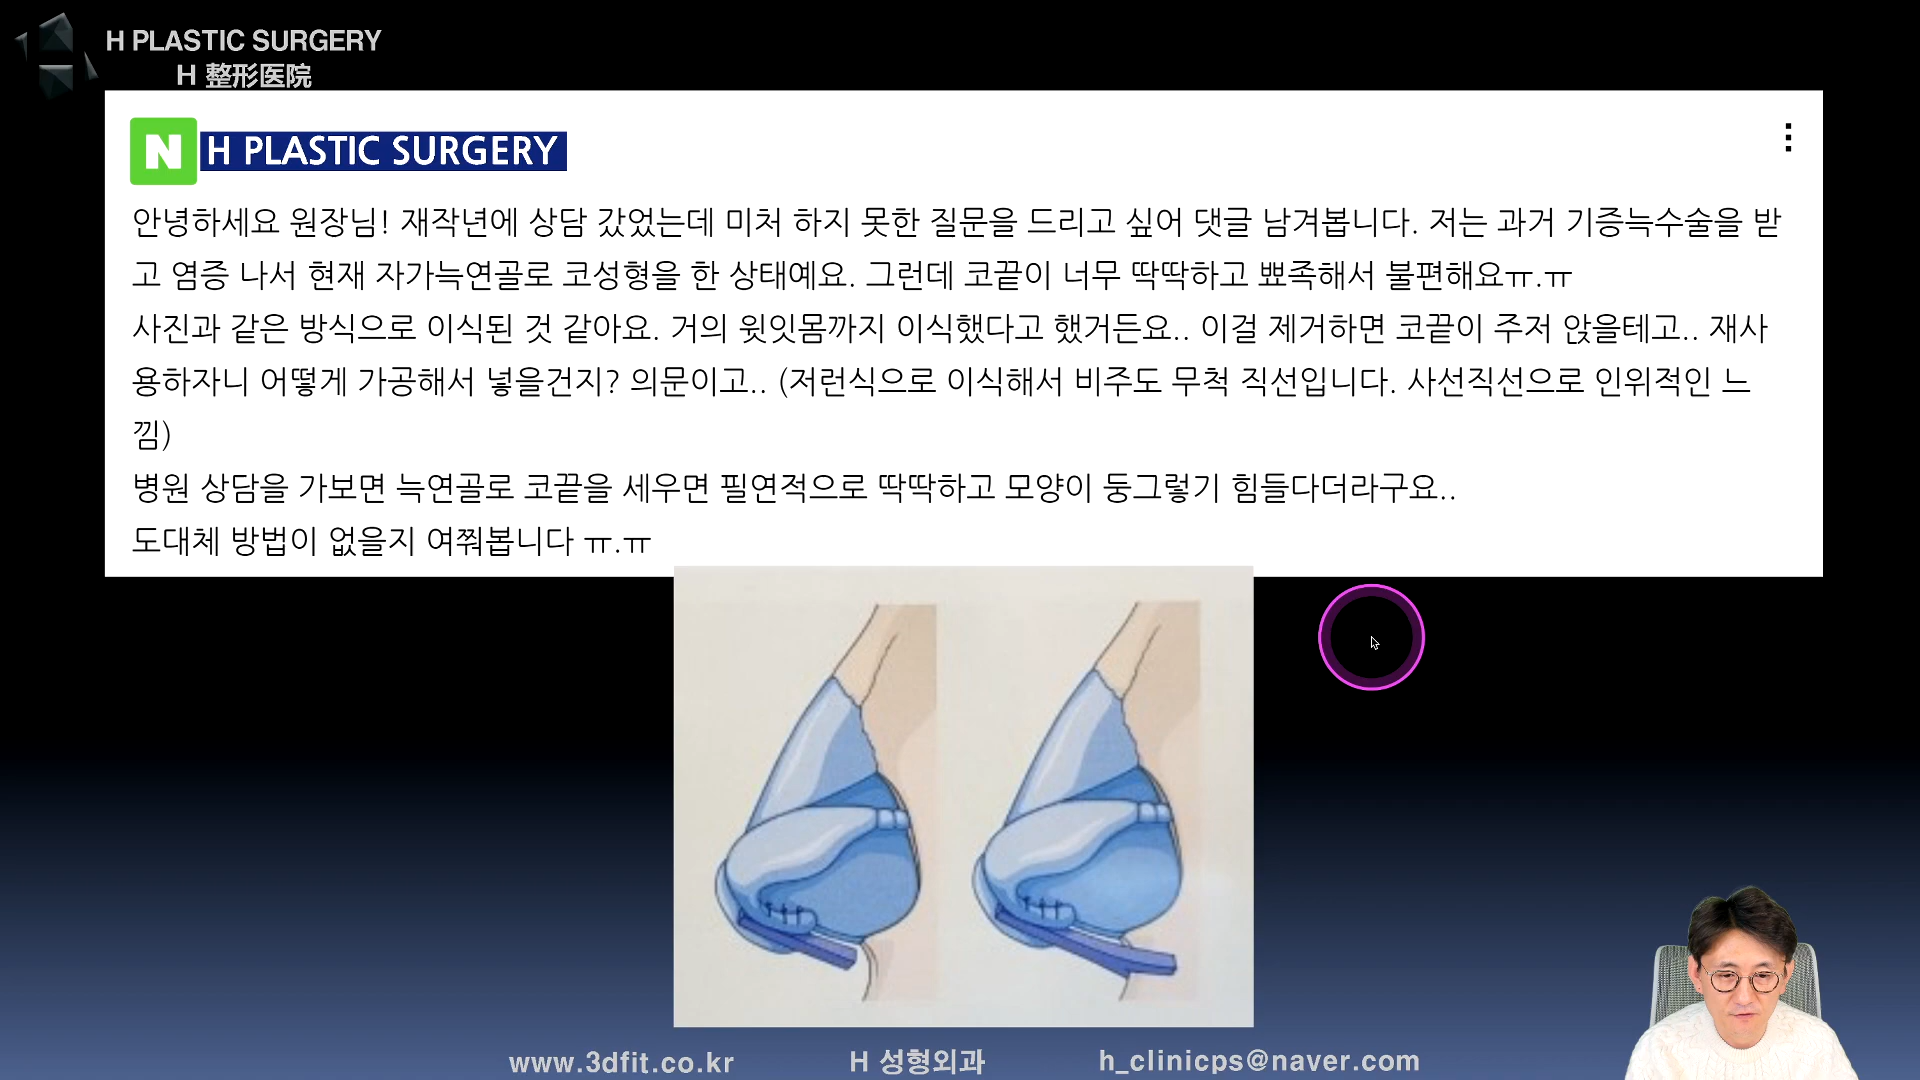 H PLASTIC SURGERY
H 整形医院
N H PLASTIC SURGERY
안녕하세요 원장님! 재작년에 상담 갔었는데 미처 하지 못한 질문을 드리고 싶어 댓글 남겨봅니다. 저는 과거 기증늑수술을 받
고 염증 나서 현재 자가늑연골로 코성형을 한 상태예요. 그런데 코끝이 너무 딱딱하고 뾰족해서 불편해요ㅠ.ㅠ
사진과 같은 방식으로 이식된 것 같아요. 거의 윗잇몸까지 이식했다고 했거든요.. 이걸 제거하면 코끝이 주저 앉을테고.. 재사
용하자니 어떻게 가공해서 넣을건지? 의문이고.. (저런식으로 이식해서 비주도 무척 직선입니다. 사선직선으로 인위적인 느
낌)
병원 상담을 가보면 늑연골로 코끝을 세우면 필연적으로 딱딱하고 모양이 둥그렇기 힘들다더라구요..
도대체 방법이 없을지 여쭤봅니다 ㅠ.ㅠ
www.3dfit.co.kr
H 성형외과
h_clinicps@naver.com